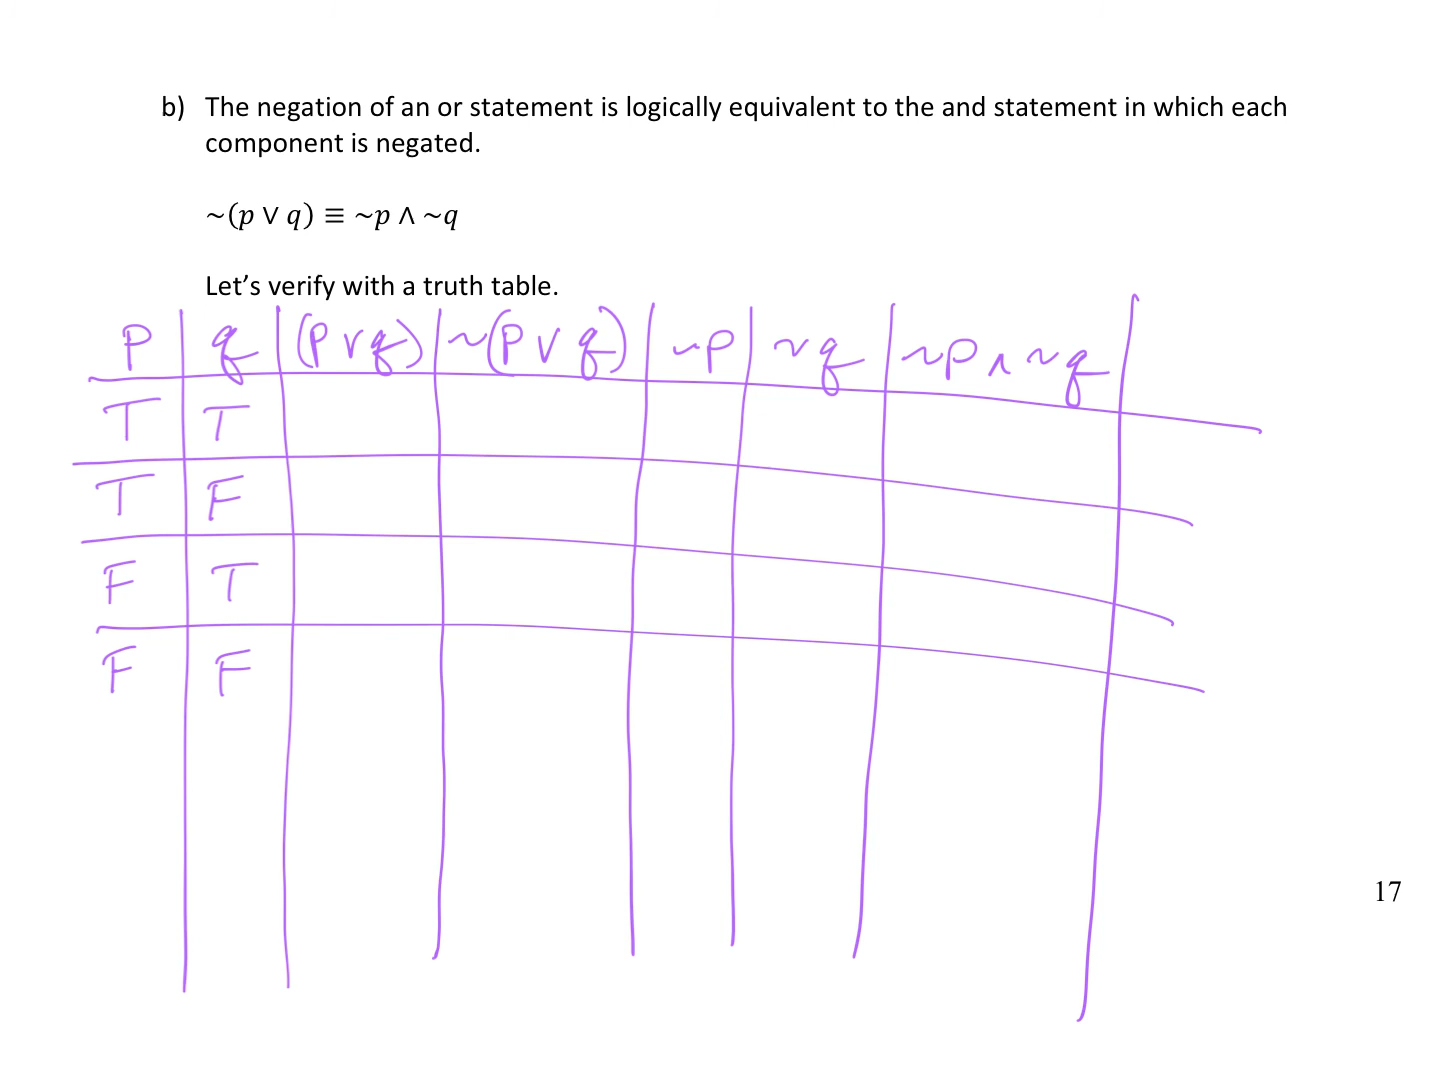 b) The negation of an or statement is logically equivalent to the and statement in which each
component is negated.
~(p ∨ q) ≡ ~p ∧ ~q
Let's verify with a truth table.
P q (P ∨ q) ~(P ∨ q) ~P ~q ~P ∧ ~q
T T
T F
F T
F F
17